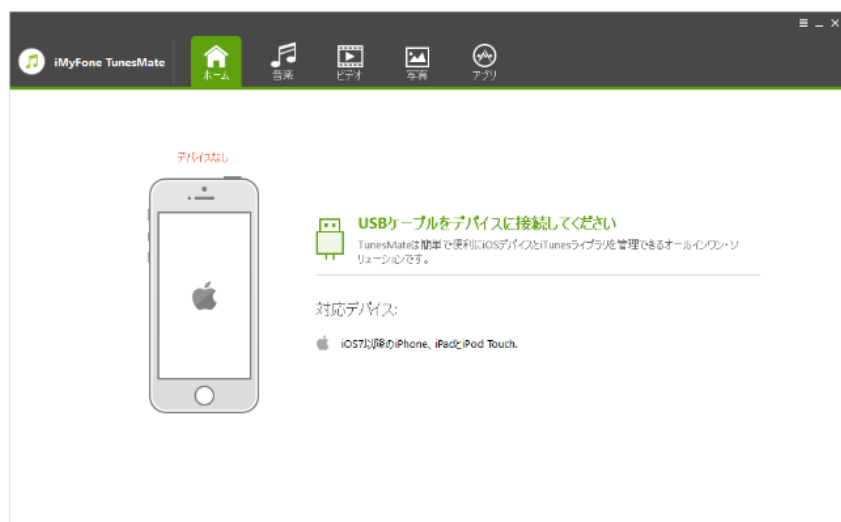 iMyFone TunesMate
ホーム
音楽
ビデオ
写真
アプリ
デバイスなし
USBケーブルをデバイスに接続してください
TunesMateは簡単で便利にiOSデバイスとiTunesライブラリを管理できるオールインワン・ソ
リューションです。
対応デバイス:
iOS7以降のiPhone、iPadとiPod Touch.